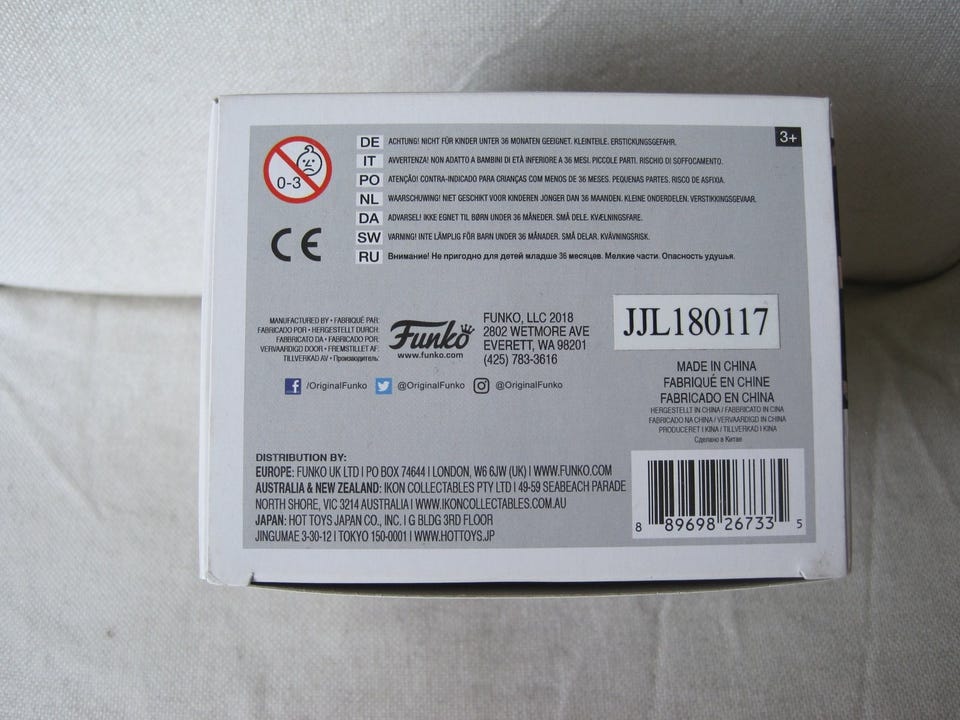 0-3
CE
DE ACHTUNG! NICHT FÜR KINDER UNTER 36 MONATEN GEEIGNET. KLEINTEILE. ERSTICKUNGSGEFAHR.
IT AVVERTENZA! NON ADATTO A BAMBINI DI ETÀ INFERIORE A 36 MESI. PICCOLE PARTI. RISCHIO DI SOFFOCAMENTO.
PO ATENÇÃO! CONTRA-INDICADO PARA CRIANÇAS COM MENOS DE 36 MESES. PEQUENAS PARTES. RISCO DE ASFIXIA.
NL WAARSCHUWING! NIET GESCHIKT VOOR KINDEREN JONGER DAN 36 MAANDEN. KLEINE ONDERDELEN. VERSTIKKINGSGEVAAR.
DA ADVARSEL! IKKE EGNET TIL BØRN UNDER 36 MÅNEDER. SMÅ DELE. KVÆLNINGSFARE.
SW VARNING! INTE LÄMPLIG FÖR BARN UNDER 36 MÅNADER. SMÅ DELAR. KVÄVNINGSRISK.
RU Внимание! Не пригодно для детей младше 36 месяцев. Мелкие части. Опасность удушья.
3+
MANUFACTURED BY • FABRIQUÉ PAR:
FABRICADO POR • HERGESTELLT DURCH:
FABBRICATO DA • FABRICADO POR:
VERVAARDIGD DOOR • FREMSTILLET AF:
TILLVERKAD AV • Производитель:
Funko
www.funko.com
FUNKO, LLC 2018
2802 WETMORE AVE
EVERETT, WA 98201
(425) 783-3616
JJL180117
/OriginalFunko @OriginalFunko @OriginalFunko
MADE IN CHINA
FABRIQUÉ EN CHINE
FABRICADO EN CHINA
HERGESTELLT IN CHINA / FABBRICATO IN CINA
FABRICADO NA CHINA / VERVAARDIGD IN CHINA
PRODUCERET I KINA / TILLVERKAD I KINA
Сделано в Китае
DISTRIBUTION BY:
EUROPE: FUNKO UK LTD | PO BOX 74644 | LONDON, W6 6JW (UK) | WWW.FUNKO.COM
AUSTRALIA & NEW ZEALAND: IKON COLLECTABLES PTY LTD | 49-59 SEABEACH PARADE
NORTH SHORE, VIC 3214 AUSTRALIA | WWW.IKONCOLLECTABLES.COM.AU
JAPAN: HOT TOYS JAPAN CO., INC. | G BLDG 3RD FLOOR
JINGUMAE 3-30-12 | TOKYO 150-0001 | WWW.HOTTOYS.JP
8 89698 26733 5